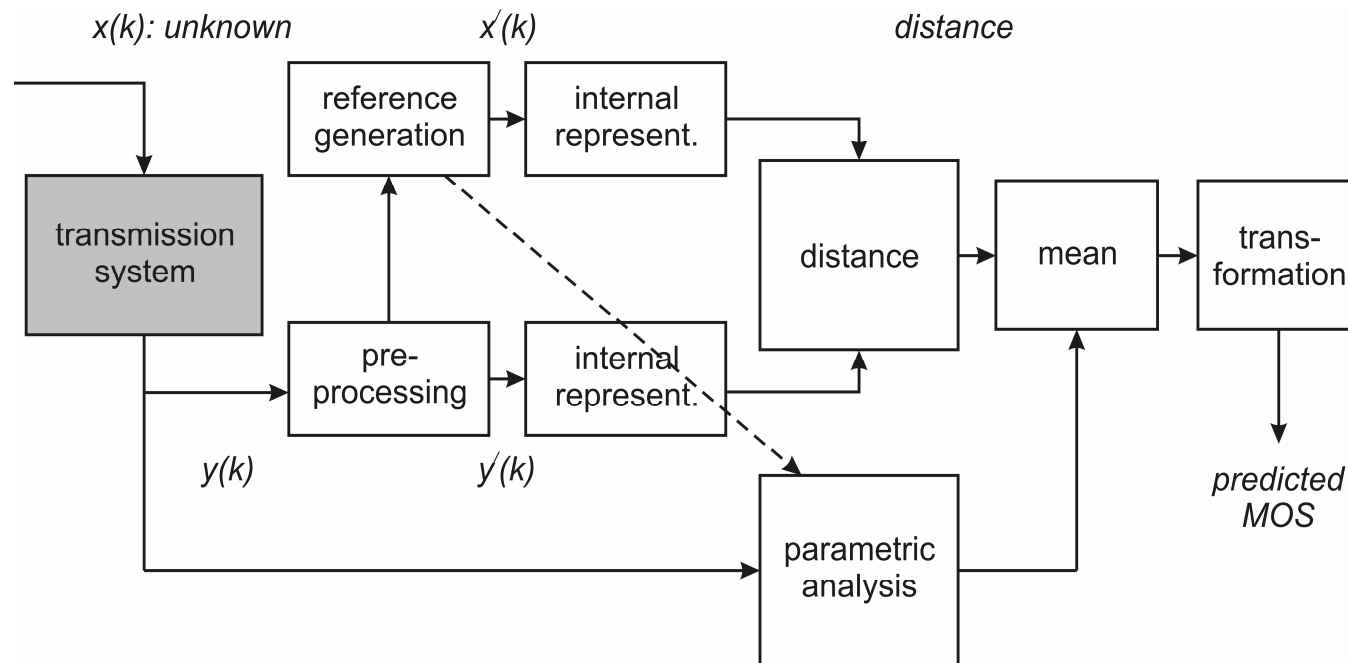 x(k): unknown
x′(k)
distance
reference
generation
internal
represent.
transmission
system
distance
mean
trans-
formation
pre-
processing
internal
represent.
y(k)
y′(k)
predicted
MOS
parametric
analysis